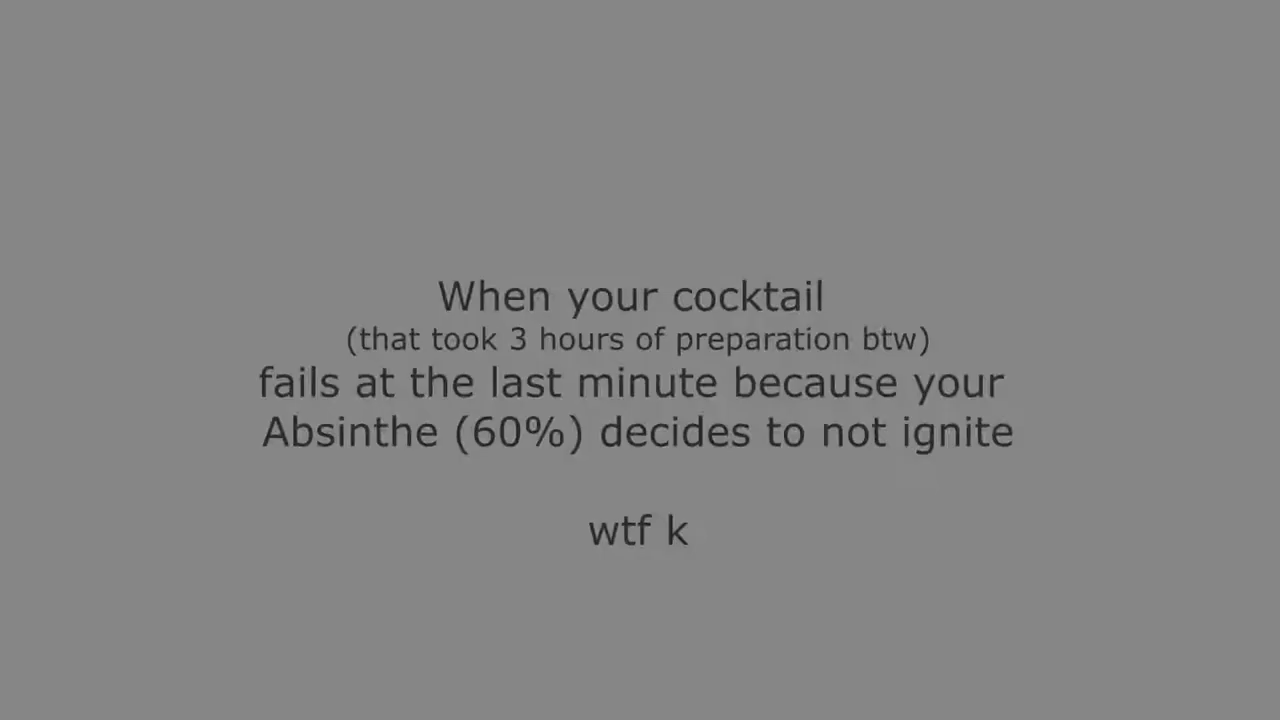 When your cocktail
(that took 3 hours of preparation btw)
fails at the last minute because your
Absinthe (60%) decides to not ignite
wtf k